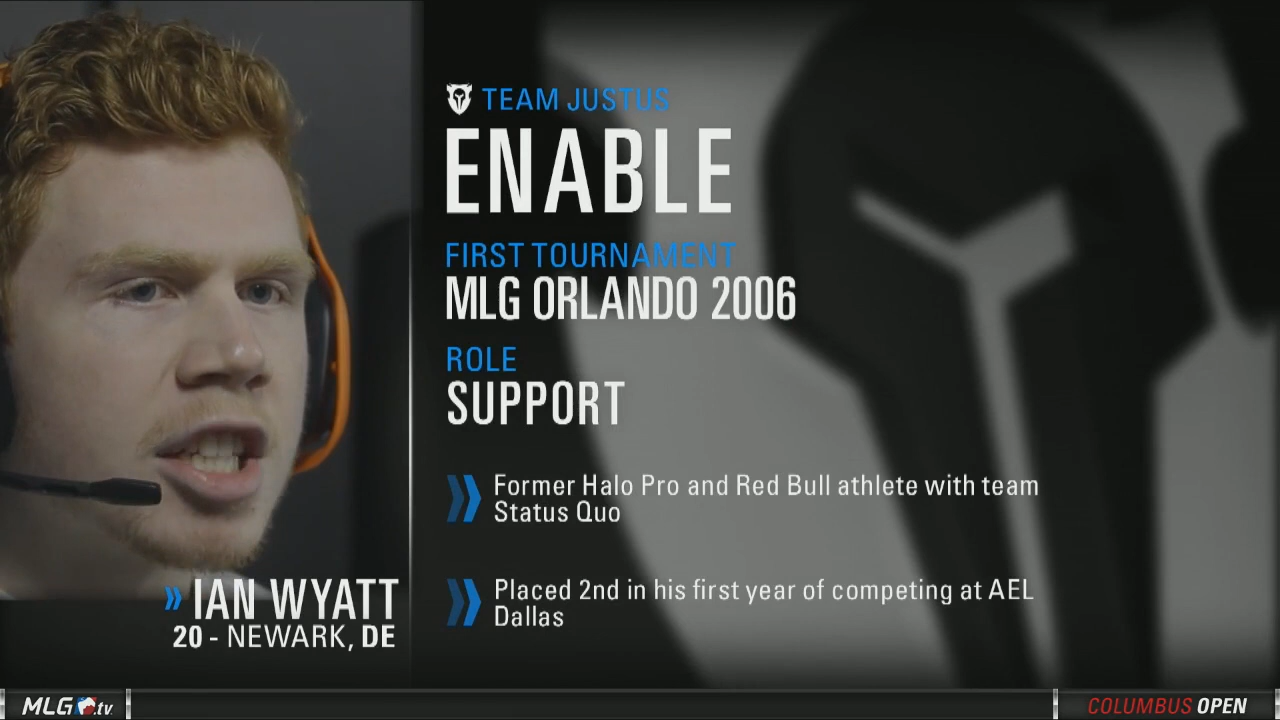 TEAM JUSTUS
ENABLE
FIRST TOURNAMENT
MLG ORLANDO 2006
ROLE
SUPPORT
Former Halo Pro and Red Bull athlete with team
Status Quo
Placed 2nd in his first year of competing at AEL
Dallas
IAN WYATT
20 - NEWARK, DE
MLG.tv
COLUMBUS OPEN